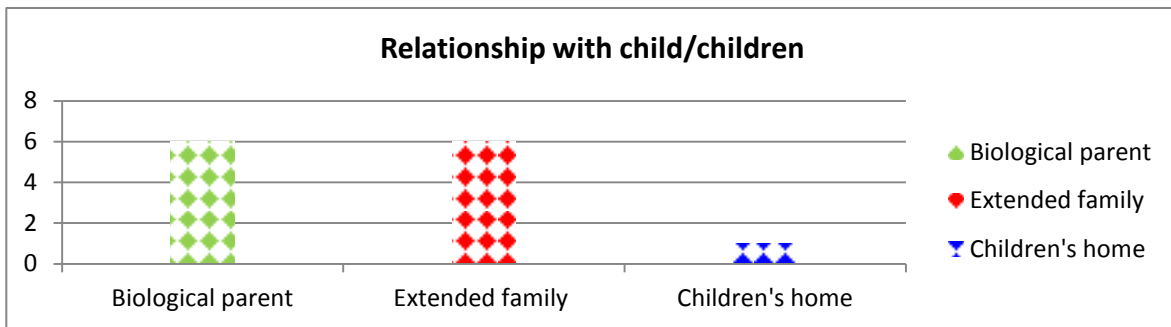 Relationship with child/children
8
6
4
2
0
Biological parent
Extended family
Children's home
Biological parent
Extended family
Children's home